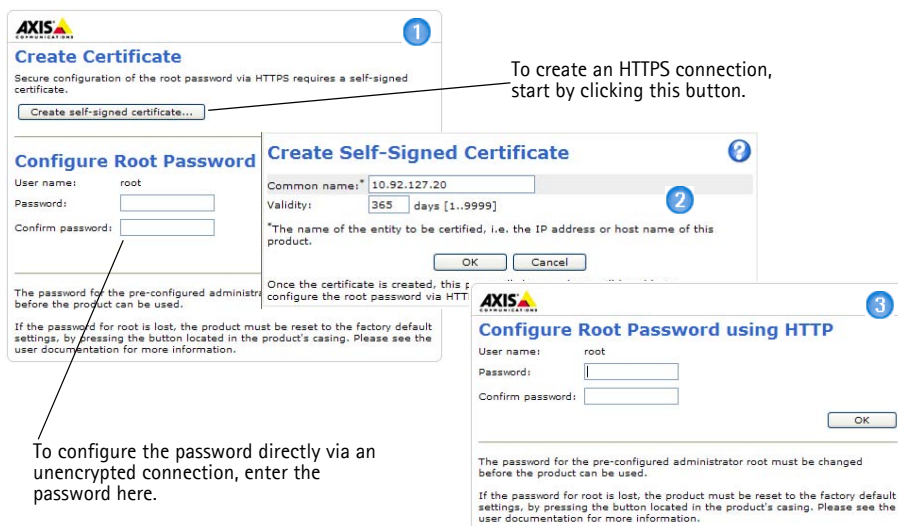 AXIS
COMMUNICATIONS
1
Create Certificate
Secure configuration of the root password via HTTPS requires a self-signed
certificate.
Create self-signed certificate...
To create an HTTPS connection,
start by clicking this button.
Configure Root Password
User name: root
Password:
Confirm password:
The password for the pre-configured administra
before the product can be used.
If the password for root is lost, the product must be reset to the factory default
settings, by pressing the button located in the product's casing. Please see the
user documentation for more information.
Create Self-Signed Certificate
?
Common name:* 10.92.127.20
2
Validity: 365 days [1..9999]
*The name of the entity to be certified, i.e. the IP address or host name of this
product.
OK Cancel
Once the certificate is created, this
configure the root password via HTT
AXIS
COMMUNICATIONS
3
Configure Root Password using HTTP
User name: root
Password:
Confirm password:
OK
The password for the pre-configured administrator root must be changed
before the product can be used.
If the password for root is lost, the product must be reset to the factory default
settings, by pressing the button located in the product's casing. Please see the
user documentation for more information.
To configure the password directly via an
unencrypted connection, enter the
password here.